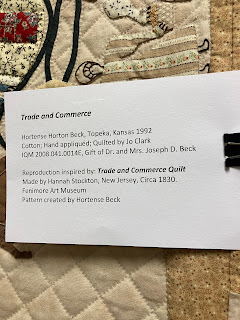 Trade and Commerce
Hortense Horton Beck, Topeka, Kansas 1992
Cotton; Hand appliqued; Quilted by Jo Clark
IQM 2008.041.0014E, Gift of Dr. and Mrs. Joseph D. Beck
Reproduction inspired by: Trade and Commerce Quilt
Made by Hannah Stockton, New Jersey, Circa 1830.
Fenimore Art Museum
Pattern created by Hortense Beck